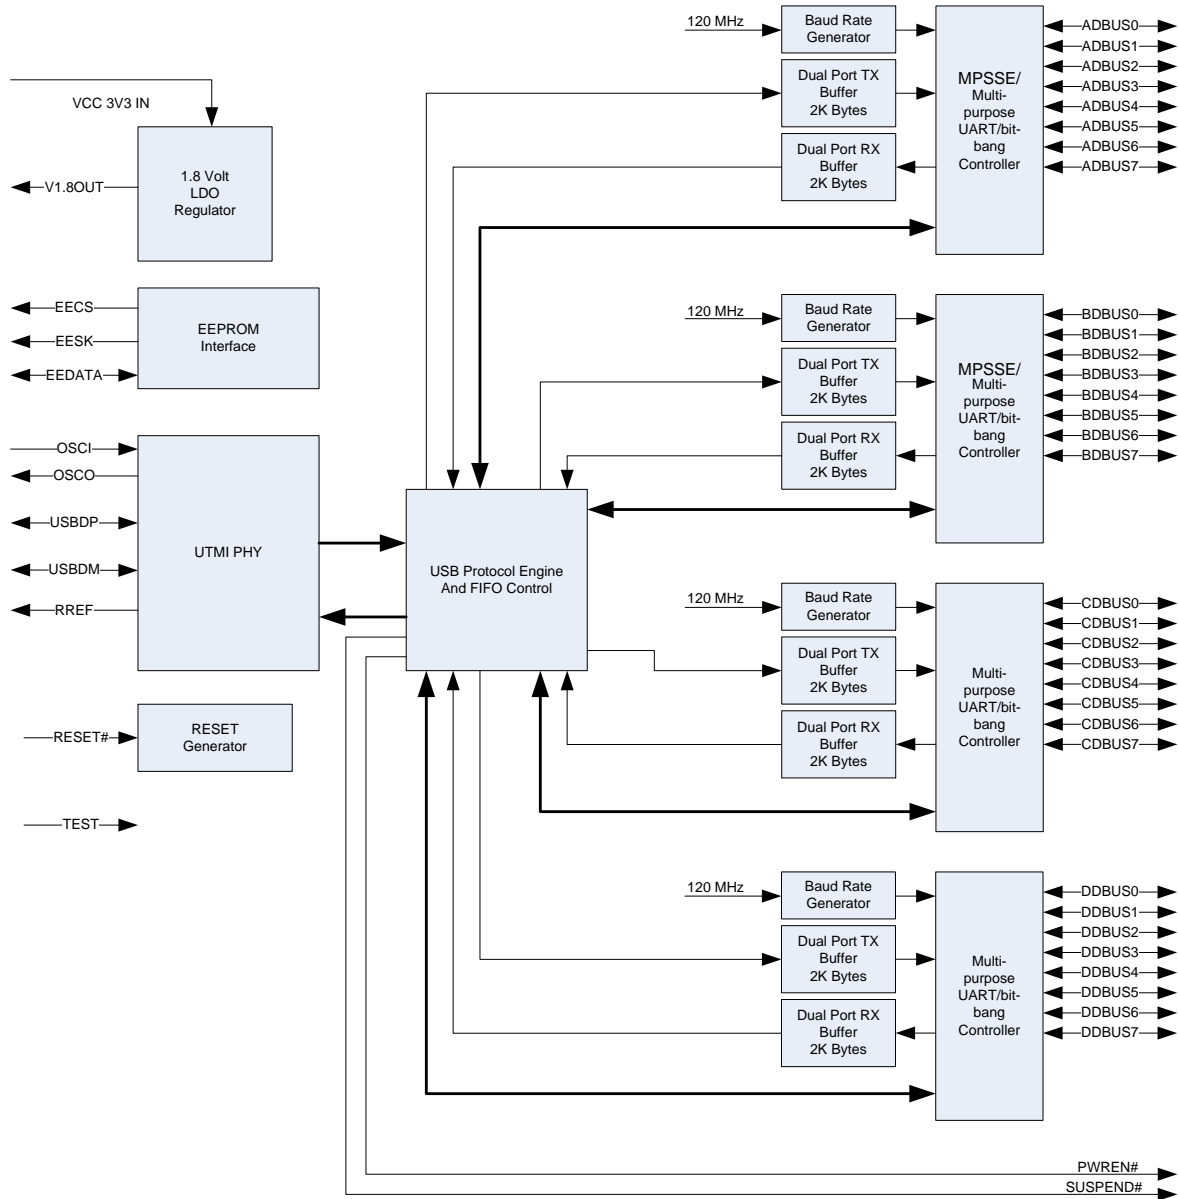 VCC 3V3 IN
1.8 Volt
LDO
Regulator
V1.8OUT
EECS
EESK
EEDATA
EEPROM
Interface
OSCI
OSCO
USBDP
USBDM
RREF
UTMI PHY
RESET#
RESET
Generator
TEST
USB Protocol Engine
And FIFO Control
120 MHz
Baud Rate
Generator
Dual Port TX
Buffer
2K Bytes
Dual Port RX
Buffer
2K Bytes
MPSSE/
Multi-
purpose
UART/bit-
bang
Controller
ADBUS0
ADBUS1
ADBUS2
ADBUS3
ADBUS4
ADBUS5
ADBUS6
ADBUS7
120 MHz
Baud Rate
Generator
Dual Port TX
Buffer
2K Bytes
Dual Port RX
Buffer
2K Bytes
MPSSE/
Multi-
purpose
UART/bit-
bang
Controller
BDBUS0
BDBUS1
BDBUS2
BDBUS3
BDBUS4
BDBUS5
BDBUS6
BDBUS7
120 MHz
Baud Rate
Generator
Dual Port TX
Buffer
2K Bytes
Dual Port RX
Buffer
2K Bytes
Multi-
purpose
UART/bit-
bang
Controller
CDBUS0
CDBUS1
CDBUS2
CDBUS3
CDBUS4
CDBUS5
CDBUS6
CDBUS7
120 MHz
Baud Rate
Generator
Dual Port TX
Buffer
2K Bytes
Dual Port RX
Buffer
2K Bytes
Multi-
purpose
UART/bit-
bang
Controller
DDBUS0
DDBUS1
DDBUS2
DDBUS3
DDBUS4
DDBUS5
DDBUS6
DDBUS7
PWREN#
SUSPEND#